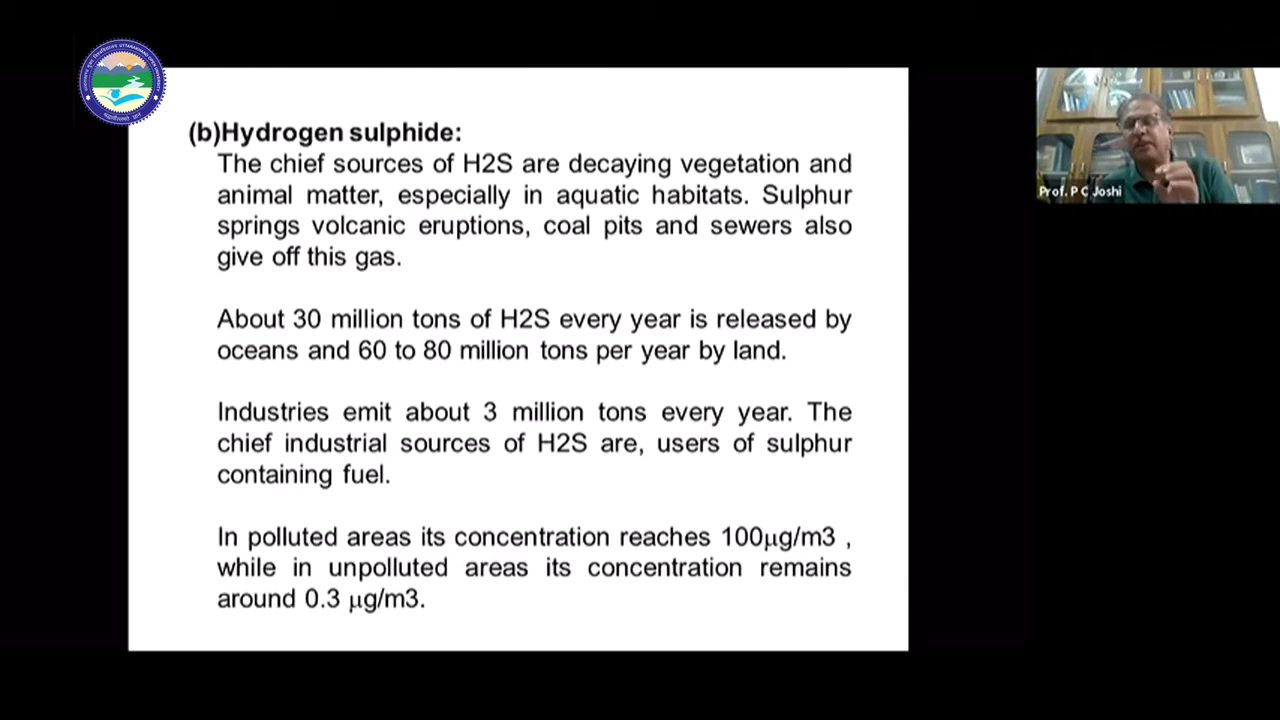 (b)Hydrogen sulphide:
The chief sources of H2S are decaying vegetation and
animal matter, especially in aquatic habitats. Sulphur
springs volcanic eruptions, coal pits and sewers also
give off this gas.
About 30 million tons of H2S every year is released by
oceans and 60 to 80 million tons per year by land.
Industries emit about 3 million tons every year. The
chief industrial sources of H2S are, users of sulphur
containing fuel.
In polluted areas its concentration reaches 100µg/m3 ,
while in unpolluted areas its concentration remains
around 0.3 µg/m3.
Prof. P C Joshi